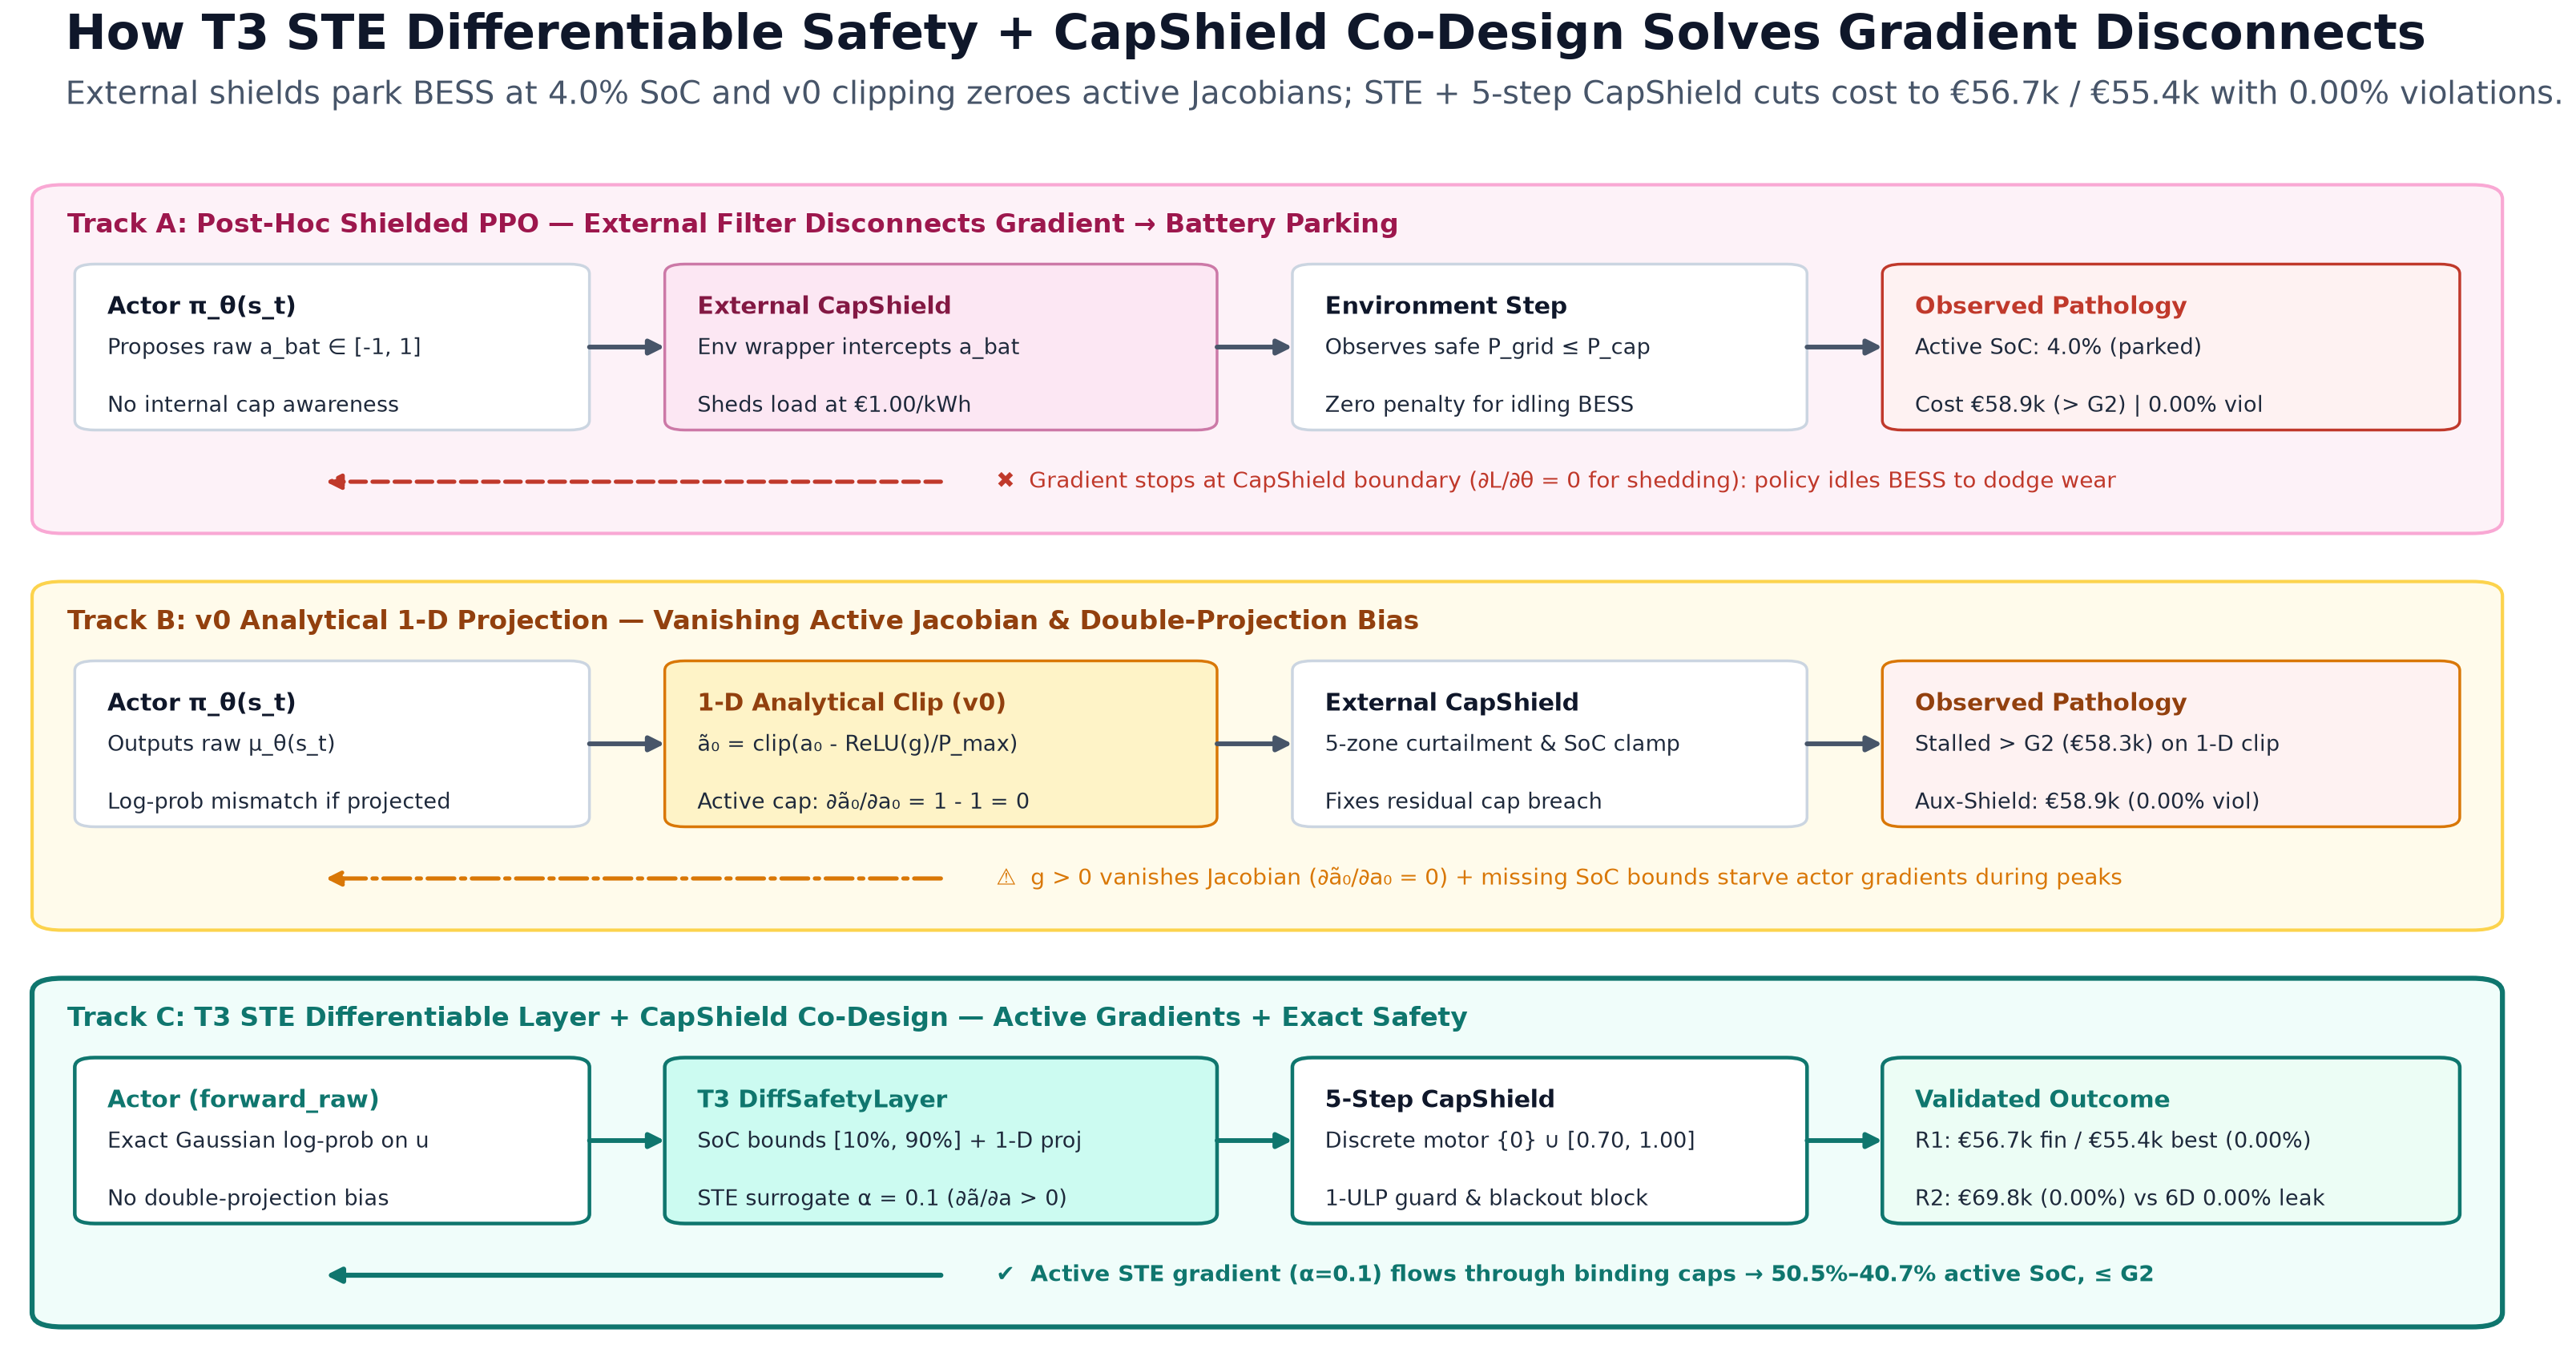 How T3 STE Differentiable Safety + CapShield Co-Design Solves Gradient Disconnects
External shields park BESS at 4.0% SoC and v0 clipping zeroes active Jacobians; STE + 5-step CapShield cuts cost to €56.7k / €55.4k with 0.00% violations.
Track A: Post-Hoc Shielded PPO — External Filter Disconnects Gradient → Battery Parking
Actor π_θ(s_t)
Proposes raw a_bat ∈ [-1, 1]
No internal cap awareness
External CapShield
Env wrapper intercepts a_bat
Sheds load at €1.00/kWh
Environment Step
Observes safe P_grid ≤ P_cap
Zero penalty for idling BESS
Observed Pathology
Active SoC: 4.0% (parked)
Cost €58.9k (> G2) | 0.00% viol
✖ Gradient stops at CapShield boundary (∂L/∂θ = 0 for shedding): policy idles BESS to dodge wear
Track B: v0 Analytical 1-D Projection — Vanishing Active Jacobian & Double-Projection Bias
Actor π_θ(s_t)
Outputs raw μ_θ(s_t)
Log-prob mismatch if projected
1-D Analytical Clip (v0)
ã₀ = clip(a₀ - ReLU(g)/P_max)
Active cap: ∂ã₀/∂a₀ = 1 - 1 = 0
External CapShield
5-zone curtailment & SoC clamp
Fixes residual cap breach
Observed Pathology
Stalled > G2 (€58.3k) on 1-D clip
Aux-Shield: €58.9k (0.00% viol)
⚠ g > 0 vanishes Jacobian (∂ã₀/∂a₀ = 0) + missing SoC bounds starve actor gradients during peaks
Track C: T3 STE Differentiable Layer + CapShield Co-Design — Active Gradients + Exact Safety
Actor (forward_raw)
Exact Gaussian log-prob on u
No double-projection bias
T3 DiffSafetyLayer
SoC bounds [10%, 90%] + 1-D proj
STE surrogate α = 0.1 (∂ã/∂a > 0)
5-Step CapShield
Discrete motor {0} ∪ [0.70, 1.00]
1-ULP guard & blackout block
Validated Outcome
R1: €56.7k fin / €55.4k best (0.00%)
R2: €69.8k (0.00%) vs 6D 0.00% leak
✔ Active STE gradient (α=0.1) flows through binding caps → 50.5%–40.7% active SoC, ≤ G2